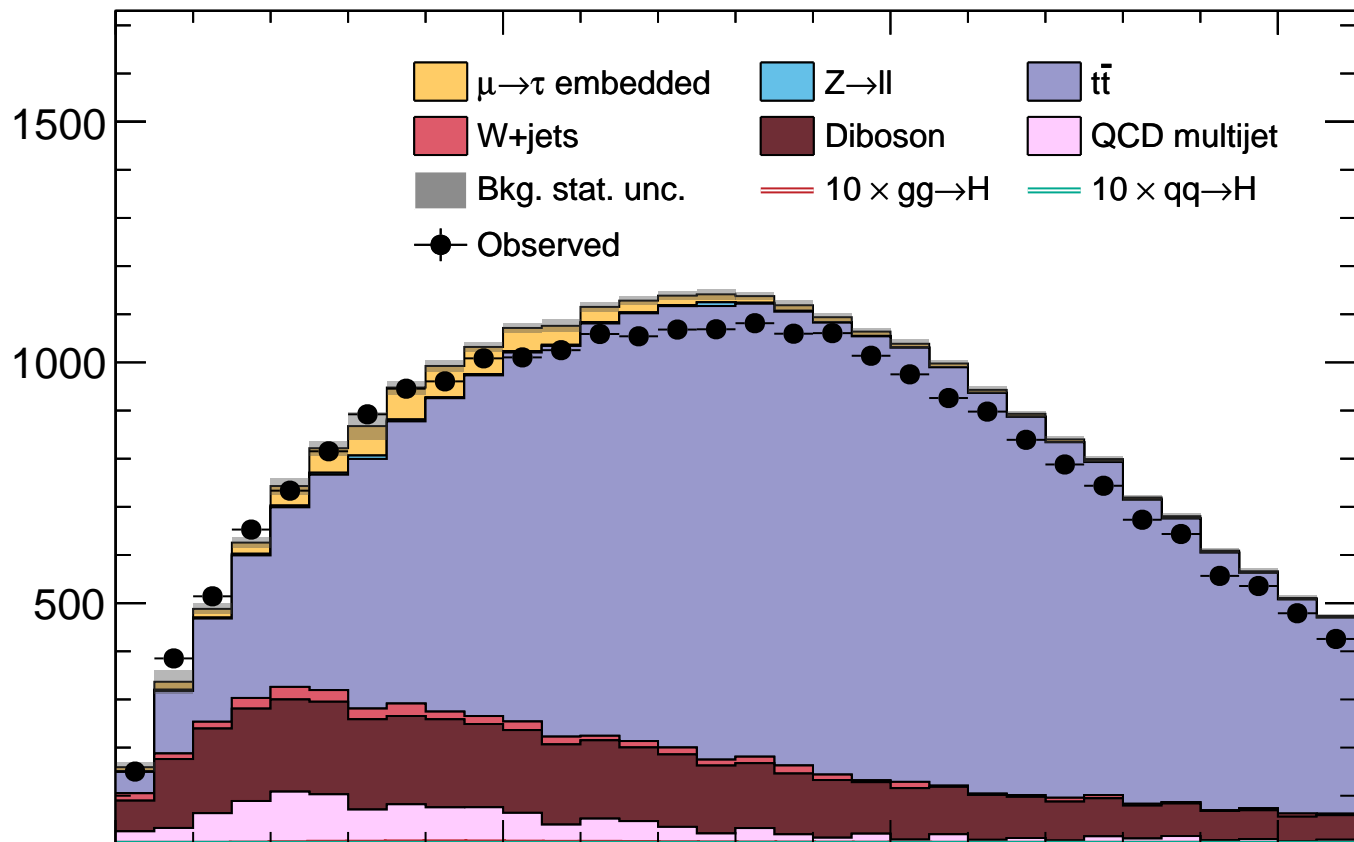 1500
1000
500
μ→τ embedded
Z→ll
tt̄
W+jets
Diboson
QCD multijet
Bkg. stat. unc.
10 × gg→H
10 × qq→H
Observed